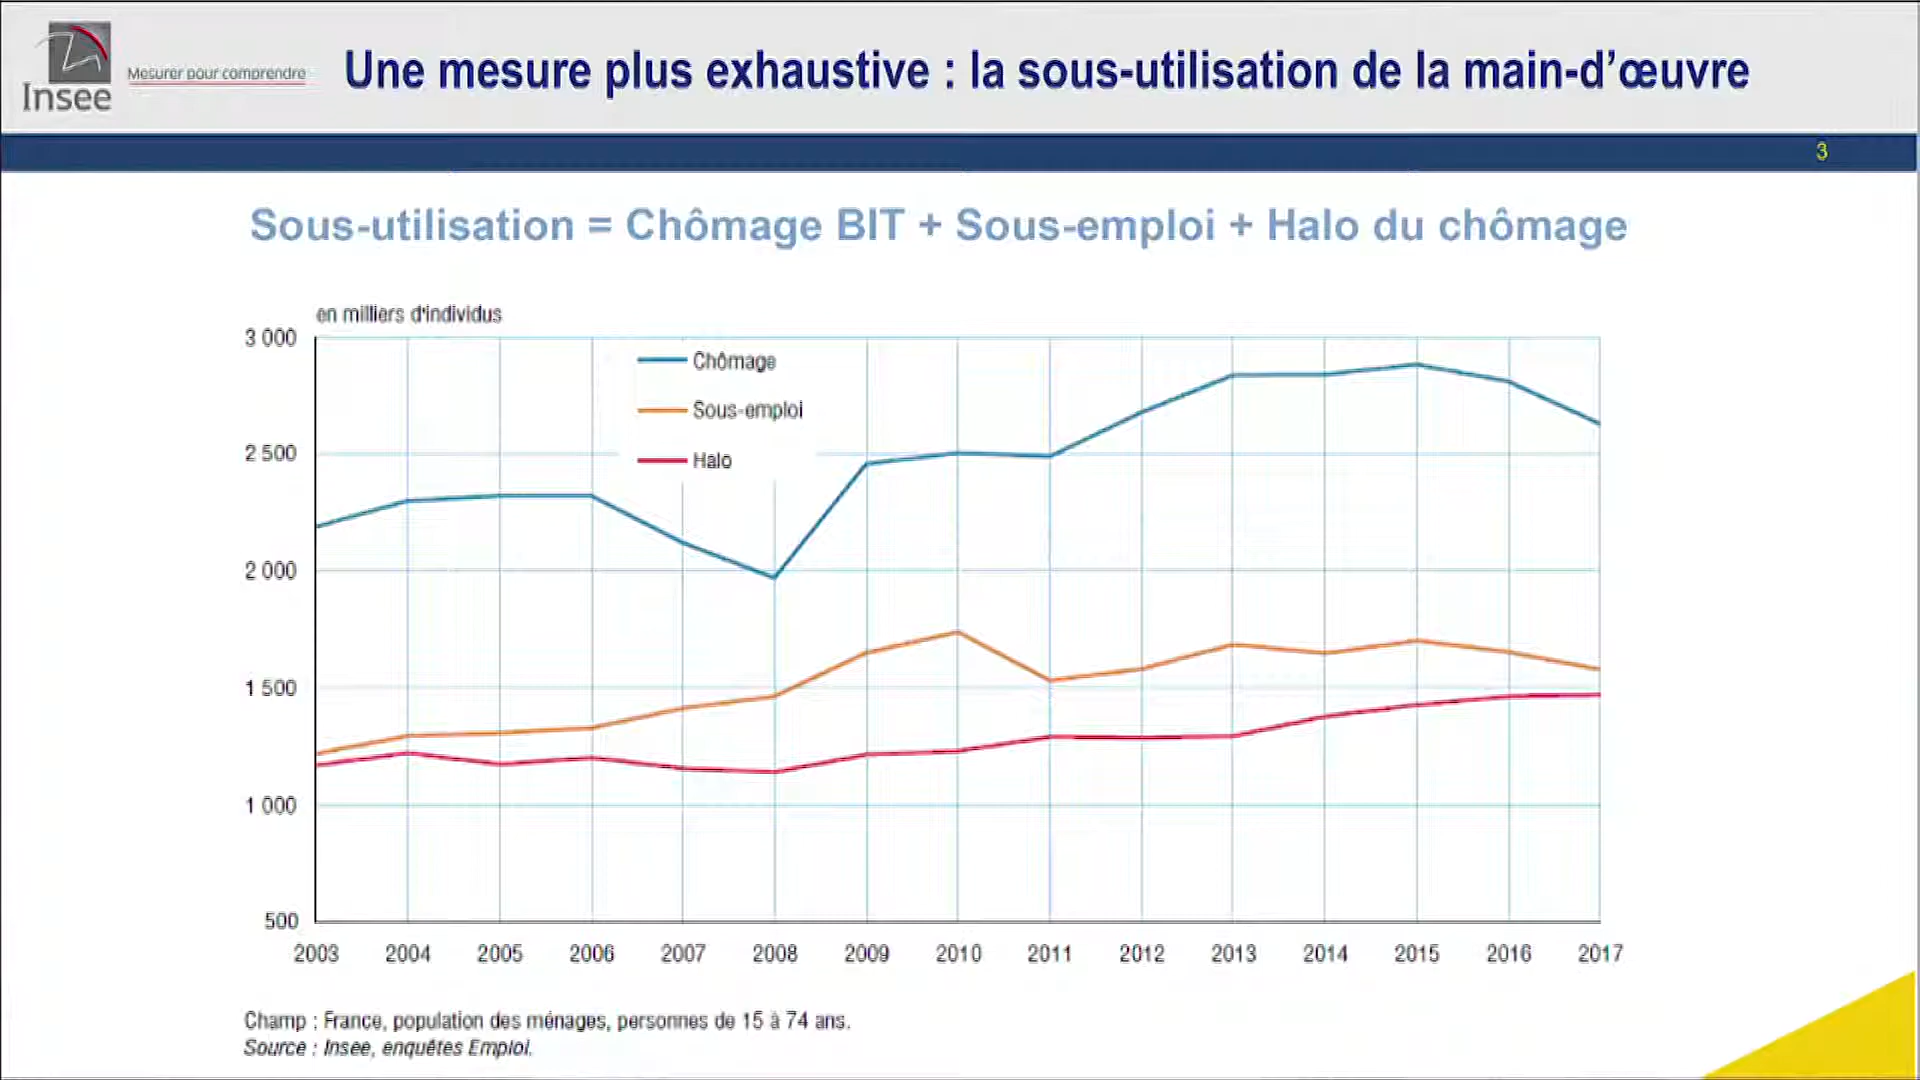 Insee
Mesurer pour comprendre
Une mesure plus exhaustive : la sous-utilisation de la main-d’œuvre
3
Sous-utilisation = Chômage BIT + Sous-emploi + Halo du chômage
en milliers d'individus
3 000
Chômage
Sous-emploi
2 500
Halo
2 000
1 500
1 000
500
2003 2004 2005 2006 2007 2008 2009 2010 2011 2012 2013 2014 2015 2016 2017
Champ : France, population des ménages, personnes de 15 à 74 ans.
Source : Insee, enquêtes Emploi.